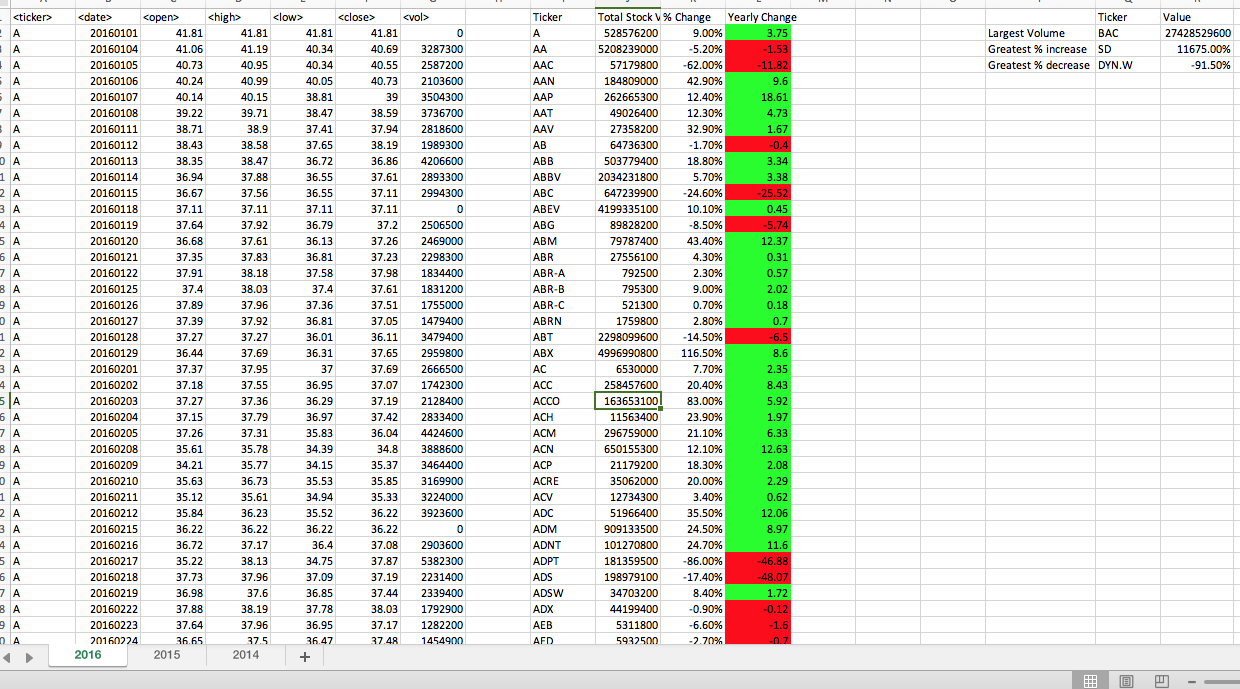 <ticker> <date> <open> <high> <low> <close> <vol> Ticker Total Stock V % Change Yearly Change Ticker Value
A 20160101 41.81 41.81 41.81 41.81 0 A 528576200 9.00% 3.75 Largest Volume BAC 27428529600
A 20160104 41.06 41.19 40.34 40.69 3287300 AA 5208239000 -5.20% -1.53 Greatest % increase SD 11675.00%
A 20160105 40.73 40.95 40.34 40.55 2587200 AAC 57179800 -62.00% -11.82 Greatest % decrease DYN.W -91.50%
A 20160106 40.24 40.99 40.05 40.73 2103600 AAN 184809000 42.90% 9.6
A 20160107 40.14 40.15 38.81 39 3504300 AAP 262665300 12.40% 18.61
A 20160108 39.22 39.71 38.47 38.59 3736700 AAT 49026400 12.30% 4.73
A 20160111 38.71 38.9 37.41 37.94 2818600 AAV 27358200 32.90% 1.67
A 20160112 38.43 38.58 37.65 38.19 1989300 AB 64736300 -1.70% -0.4
A 20160113 38.35 38.47 36.72 36.86 4206600 ABB 503779400 18.80% 3.34
A 20160114 36.94 37.88 36.55 37.61 2893300 ABBV 2034231800 5.70% 3.38
A 20160115 36.67 37.56 36.55 37.11 2994300 ABC 647239900 -24.60% -25.52
A 20160118 37.11 37.11 37.11 37.11 0 ABEV 4199335100 10.10% 0.45
A 20160119 37.64 37.92 36.79 37.2 2506500 ABG 89828200 -8.50% -5.74
A 20160120 36.68 37.61 36.13 37.26 2469000 ABM 79787400 43.40% 12.37
A 20160121 37.35 37.83 36.81 37.23 2298300 ABR 27556100 4.30% 0.31
A 20160122 37.91 38.18 37.58 37.98 1834400 ABR-A 792500 2.30% 0.57
A 20160125 37.4 38.03 37.4 37.61 1831200 ABR-B 795300 9.00% 2.02
A 20160126 37.89 37.96 37.36 37.51 1755000 ABR-C 521300 0.70% 0.18
A 20160127 37.39 37.92 36.81 37.05 1479400 ABRN 1759800 2.80% 0.7
A 20160128 37.27 37.27 36.01 36.11 3479400 ABT 2298099600 -14.50% -6.5
A 20160129 36.44 37.69 36.31 37.65 2959800 ABX 4996990800 116.50% 8.6
A 20160201 37.37 37.95 37 37.69 2666500 AC 6530000 7.70% 2.35
A 20160202 37.18 37.55 36.95 37.07 1742300 ACC 258457600 20.40% 8.43
A 20160203 37.27 37.36 36.29 37.19 2128400 ACCO 163653100 83.00% 5.92
A 20160204 37.15 37.79 36.97 37.42 2833400 ACH 11563400 23.90% 1.97
A 20160205 37.26 37.31 35.83 36.04 4424600 ACM 296759000 21.10% 6.33
A 20160208 35.61 35.78 34.39 34.8 3888600 ACN 650155300 12.10% 12.63
A 20160209 34.21 35.77 34.15 35.37 3464400 ACP 21179200 18.30% 2.08
A 20160210 35.63 36.73 35.53 35.85 3169900 ACRE 35062000 20.00% 2.29
A 20160211 35.12 35.61 34.94 35.33 3224000 ACV 12734300 3.40% 0.62
A 20160212 35.84 36.23 35.52 36.22 3923600 ADC 51966400 35.50% 12.06
A 20160215 36.22 36.22 36.22 36.22 0 ADM 909133500 24.50% 8.97
A 20160216 36.72 37.17 36.4 37.08 2903600 ADNT 101270800 24.70% 11.6
A 20160217 35.22 38.13 34.75 37.87 5382300 ADPT 181359500 -86.00% -46.88
A 20160218 37.73 37.96 37.09 37.19 2231400 ADS 198979100 -17.40% -48.07
A 20160219 36.98 37.6 36.85 37.44 2339400 ADSW 34703200 8.40% 1.72
A 20160222 37.88 38.19 37.78 38.03 1792900 ADX 44199400 -0.90% -0.12
A 20160223 37.64 37.96 36.95 37.17 1282200 AEB 5311800 -6.60% -1.6
A 20160224 36.65 37.5 36.47 37.48 1454900 AED 5932500 -2.70% -0.7
2016 2015 2014 +